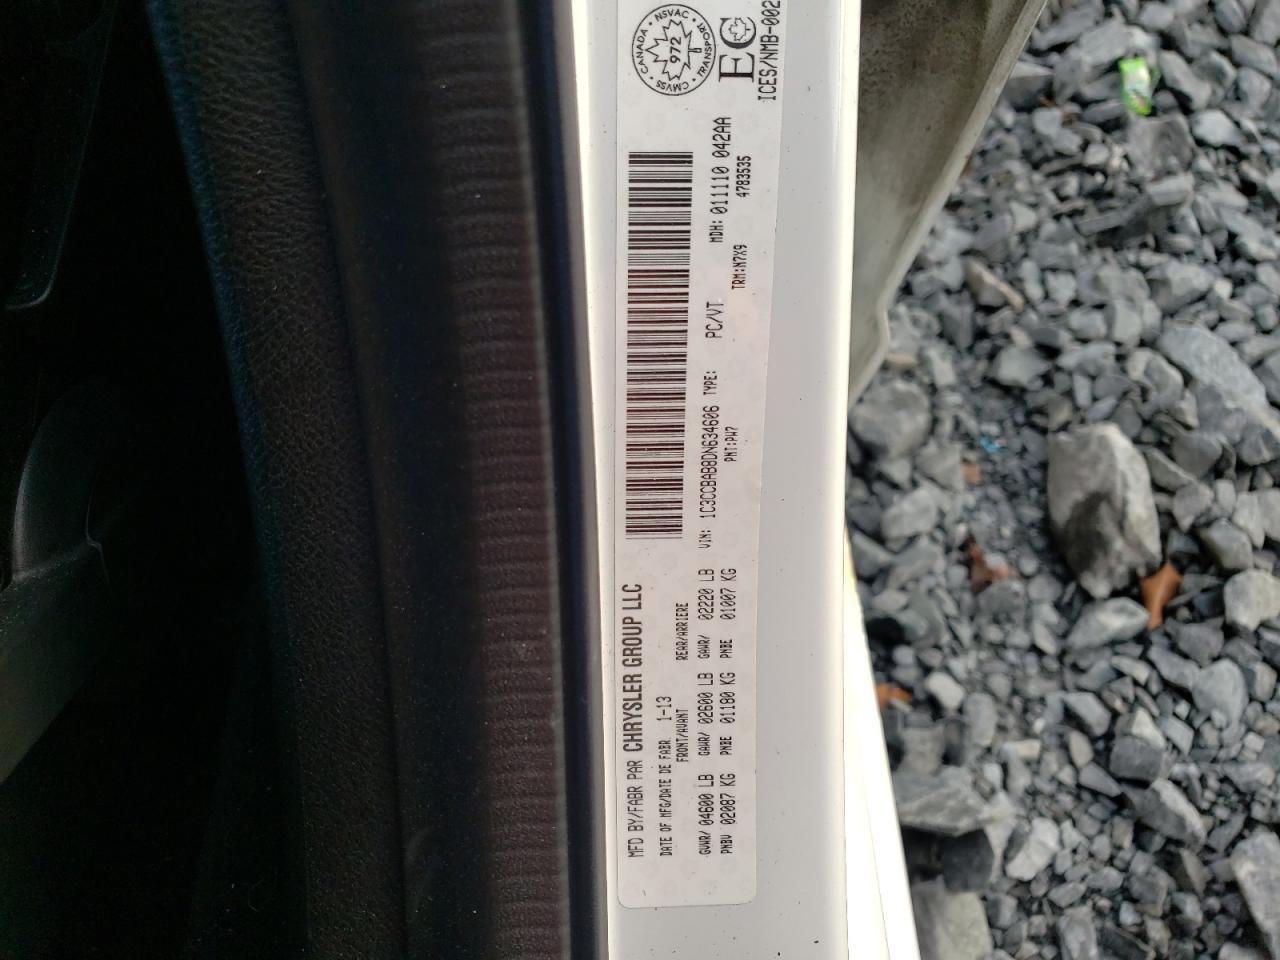 MFD BY/FABR PAR CHRYSLER GROUP LLC
DATE OF MFG/DATE DE FABR. 1-13
FRONT/AVANT REAR/ARRIERE
GVWR/ 04600 LB GAWR/ 02600 LB GAWR/ 02220 LB
PNBV 02087 KG PNBE 01180 KG PNBE 01007 KG
VIN: 1C3CCBAB8DN634606 TYPE: PC/VT MDH: 011110 042AA
PNT:PW7 TRM:N7X9 4783535
CANADA • NSVAC • TRANSPORT • CMVSS
972
EC
ICES/NMB-002